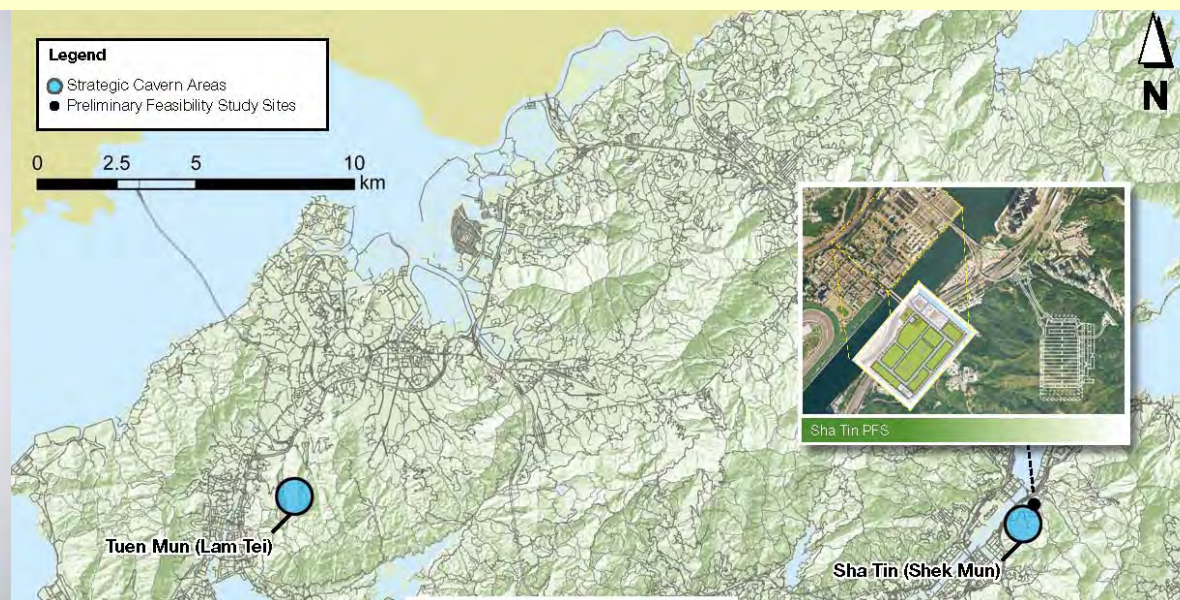 Legend
Strategic Cavern Areas
Preliminary Feasibility Study Sites
0 2.5 5 10
km
N
Sha Tin PFS
Tuen Mun (Lam Tei)
Sha Tin (Shek Mun)